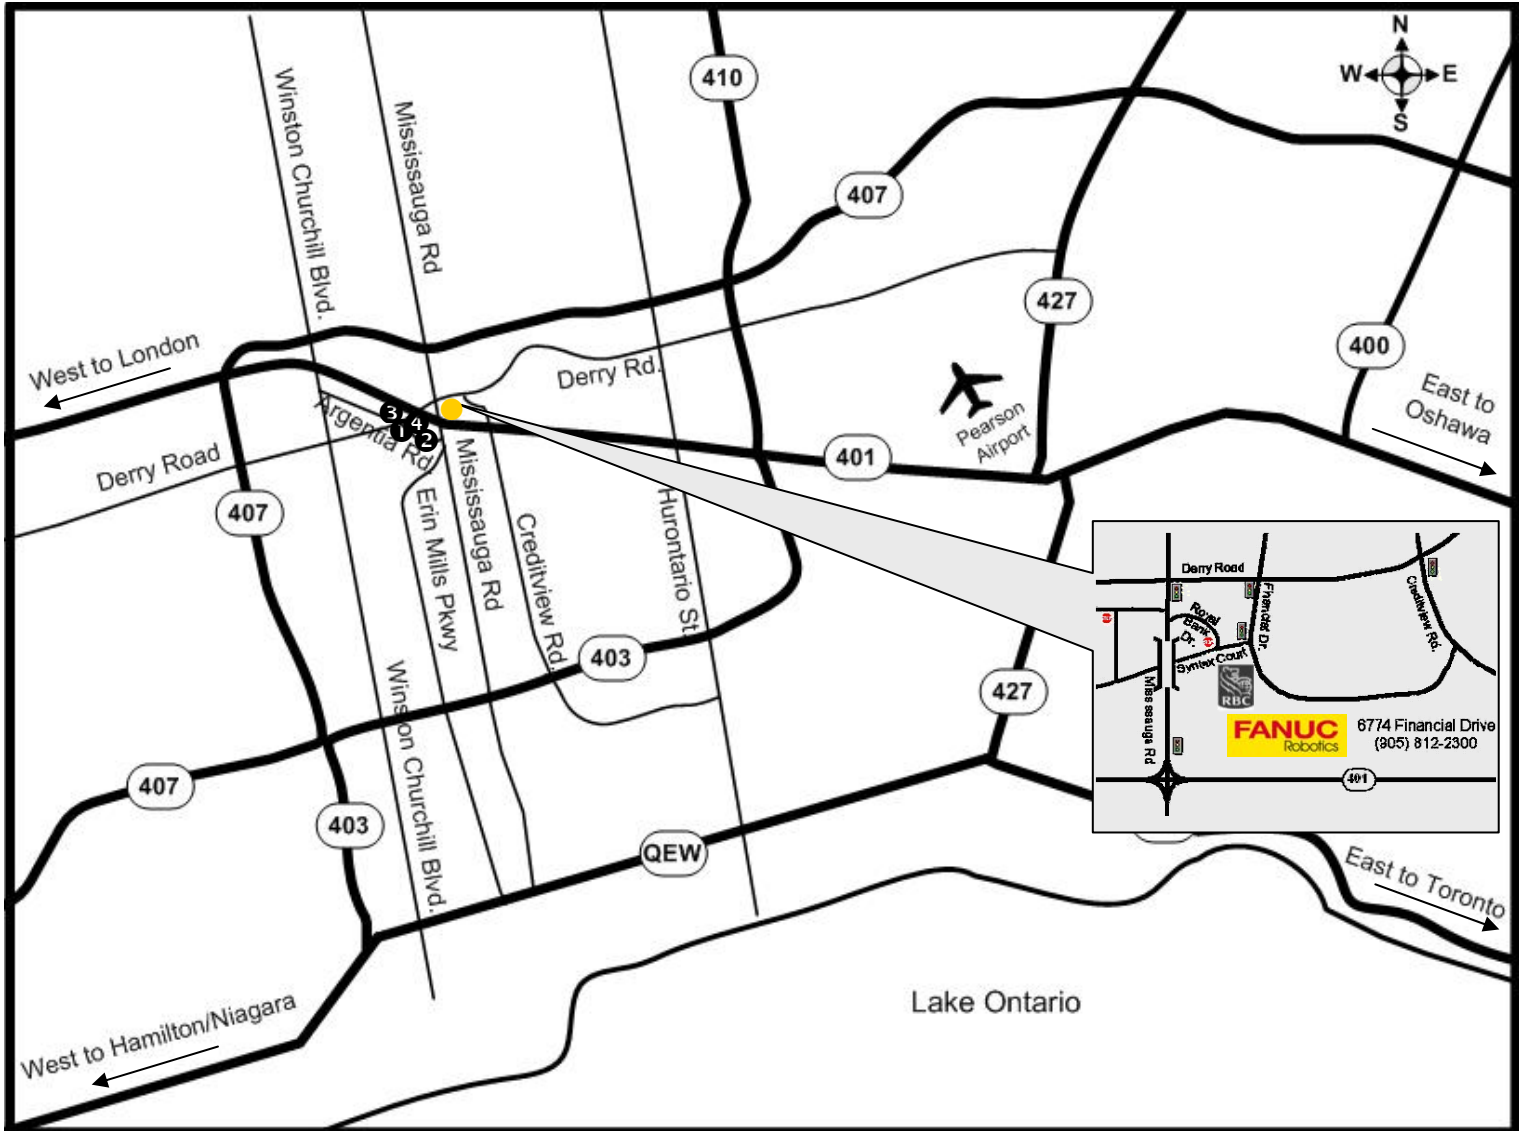 N
W E
S
410
Winston Churchill Blvd.
Mississauga Rd
407
427
400
West to London
Derry Rd.
East to
Oshawa
Pearson
Airport
Argentia Rd.
3
4
1
2
401
Derry Road
407
Erin Mills Pkwy
Mississauga Rd
Creditview Rd.
Hurontario St.
Derry Road
Financial Dr.
Creditview Rd.
Royal
Bank
Dr.
Syntex Court
Mississauga Rd
RBC
FANUC
Robotics
6774 Financial Drive
(905) 812-2300
401
403
427
Winston Churchill Blvd.
407
403
QEW
East to Toronto
Lake Ontario
West to Hamilton/Niagara